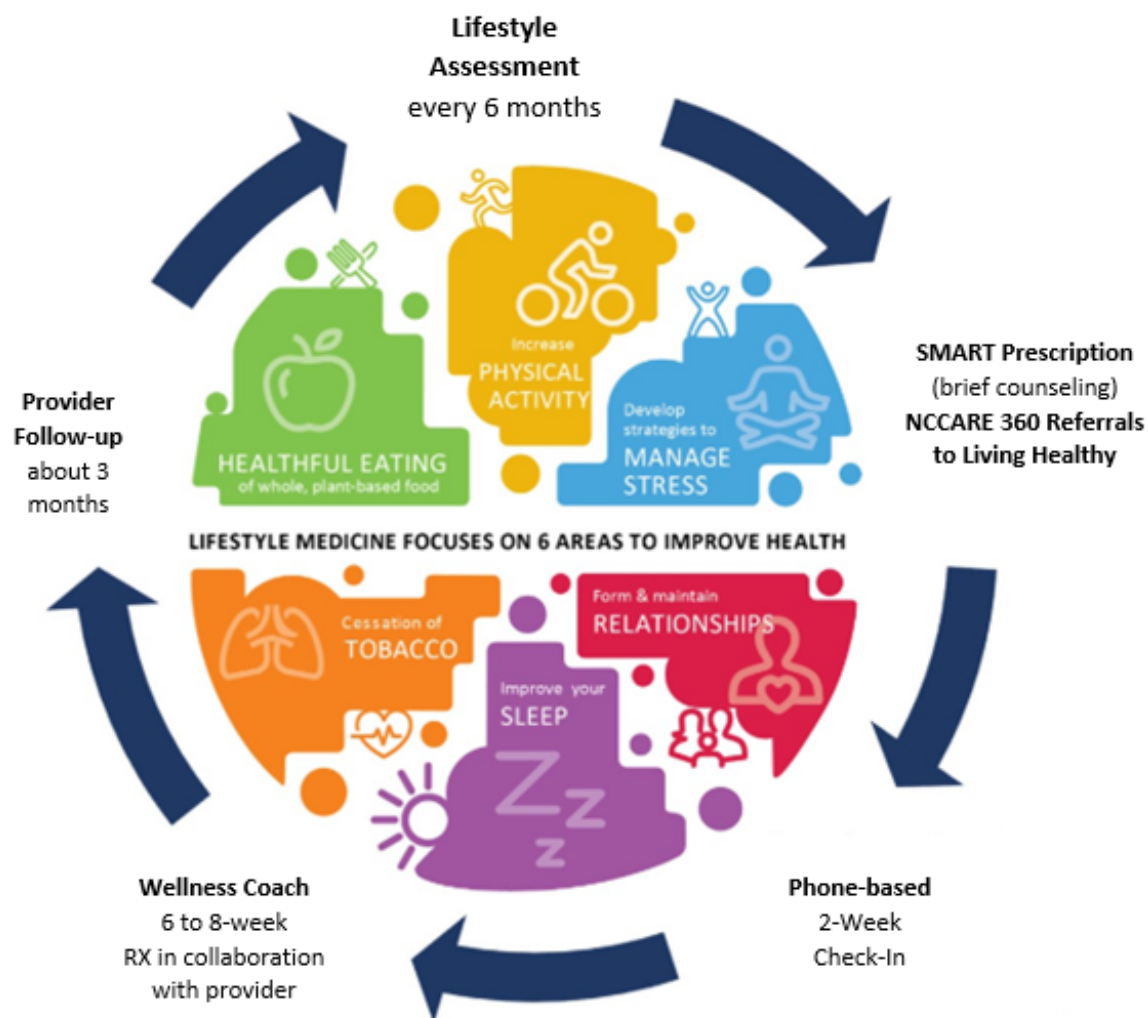 Lifestyle
Assessment
every 6 months
SMART Prescription
(brief counseling)
NCCARE 360 Referrals
to Living Healthy
Phone-based
2-Week
Check-In
Wellness Coach
6 to 8-week
RX in collaboration
with provider
Provider
Follow-up
about 3
months
HEALTHFUL EATING
of whole, plant-based food
Increase
PHYSICAL
ACTIVITY
Develop
strategies to
MANAGE
STRESS
LIFESTYLE MEDICINE FOCUSES ON 6 AREAS TO IMPROVE HEALTH
Cessation of
TOBACCO
Improve your
SLEEP
Z
z
z
Form & maintain
RELATIONSHIPS